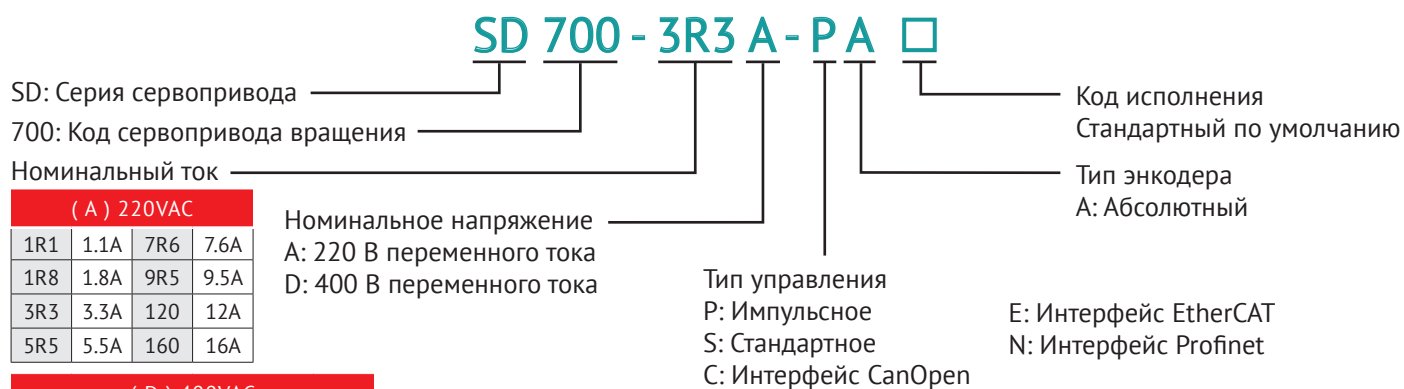 SD 700 - 3R3 A - P A □
SD: Серия сервопривода
700: Код сервопривода вращения
Номинальный ток
( A ) 220VAC
1R1 1.1A 7R6 7.6A
1R8 1.8A 9R5 9.5A
3R3 3.3A 120 12A
5R5 5.5A 160 16A
Номинальное напряжение
A: 220 В переменного тока
D: 400 В переменного тока
Тип управления
P: Импульсное
S: Стандартное
C: Интерфейс CanOpen
E: Интерфейс EtherCAT
N: Интерфейс Profinet
Код исполнения
Стандартный по умолчанию
Тип энкодера
A: Абсолютный
( D ) 400VAC